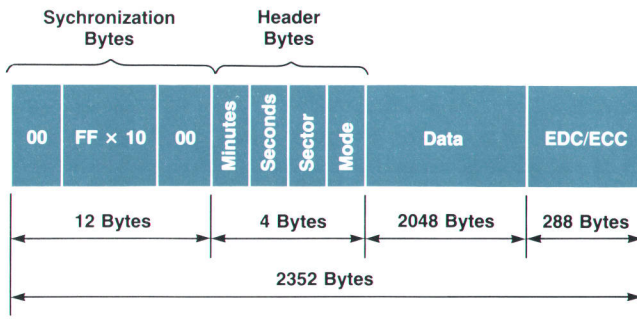 Sychronization
Bytes
Header
Bytes
00
FF × 10
00
Minutes
Seconds
Sector
Mode
Data
EDC/ECC
12 Bytes
4 Bytes
2048 Bytes
288 Bytes
2352 Bytes